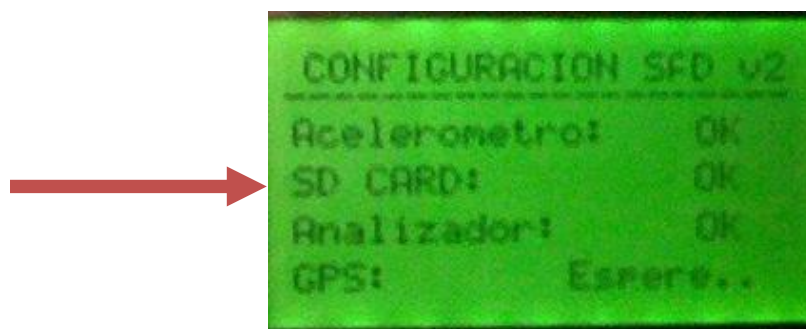 CONFIGURACION SFD v2
Acelerometro: OK
SD CARD: OK
Analizador: OK
GPS: Espere..